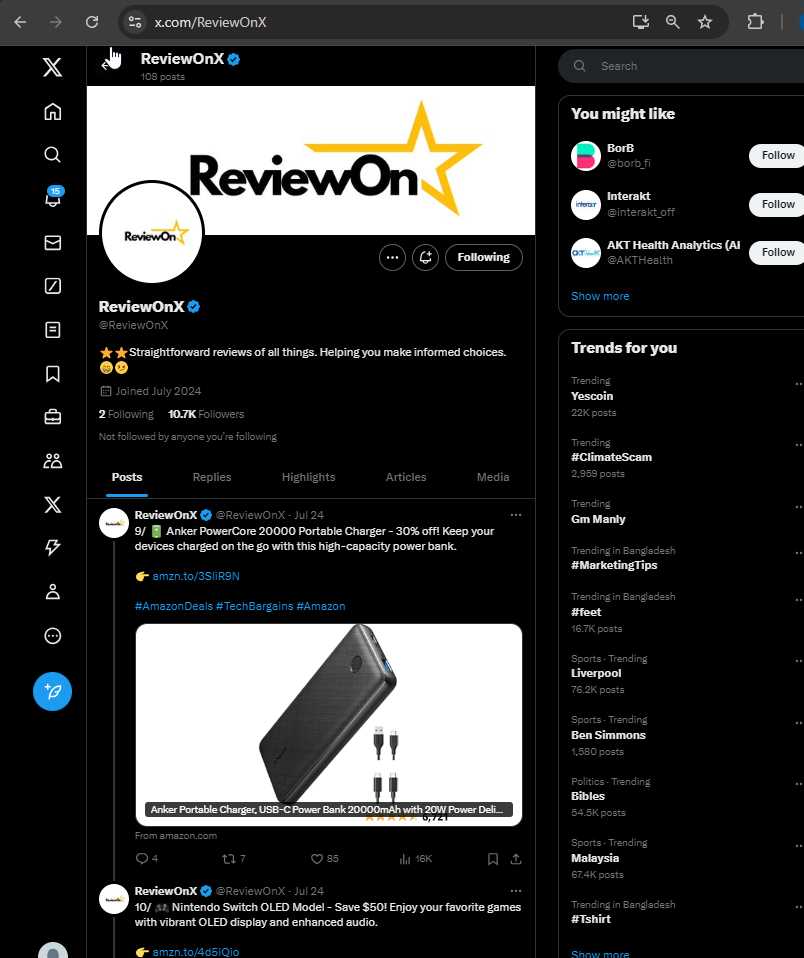 x.com/ReviewOnX
ReviewOnX
108 posts
ReviewOn
ReviewOn
Following
ReviewOnX
@ReviewOnX
⭐⭐Straightforward reviews of all things. Helping you make informed choices.
Joined July 2024
2 Following 10.7K Followers
Not followed by anyone you're following
Posts Replies Highlights Articles Media
ReviewOnX @ReviewOnX · Jul 24
9/ 🔋 Anker PowerCore 20000 Portable Charger - 30% off! Keep your
devices charged on the go with this high-capacity power bank.
👉 amzn.to/3SliR9N
#AmazonDeals #TechBargains #Amazon
Anker Portable Charger, USB-C Power Bank 20000mAh with 20W Power Deli...
From amazon.com
4 7 85 16K
ReviewOnX @ReviewOnX · Jul 24
10/ 🎮 Nintendo Switch OLED Model - Save $50! Enjoy your favorite games
with vibrant OLED display and enhanced audio.
👉 amzn.to/4d5iQio
15
Search
You might like
BorB
@borb_fi
Follow
Interakt
@interakt_off
Follow
AKT Health Analytics (AI
@AKTHealth
Follow
Show more
Trends for you
Trending
Yescoin
22K posts
Trending
#ClimateScam
2,959 posts
Trending
Gm Manly
Trending in Bangladesh
#MarketingTips
Trending in Bangladesh
#feet
16.7K posts
Sports · Trending
Liverpool
76.2K posts
Sports · Trending
Ben Simmons
1,580 posts
Politics · Trending
Bibles
54.5K posts
Sports · Trending
Malaysia
67.4K posts
Trending in Bangladesh
#Tshirt
Show more